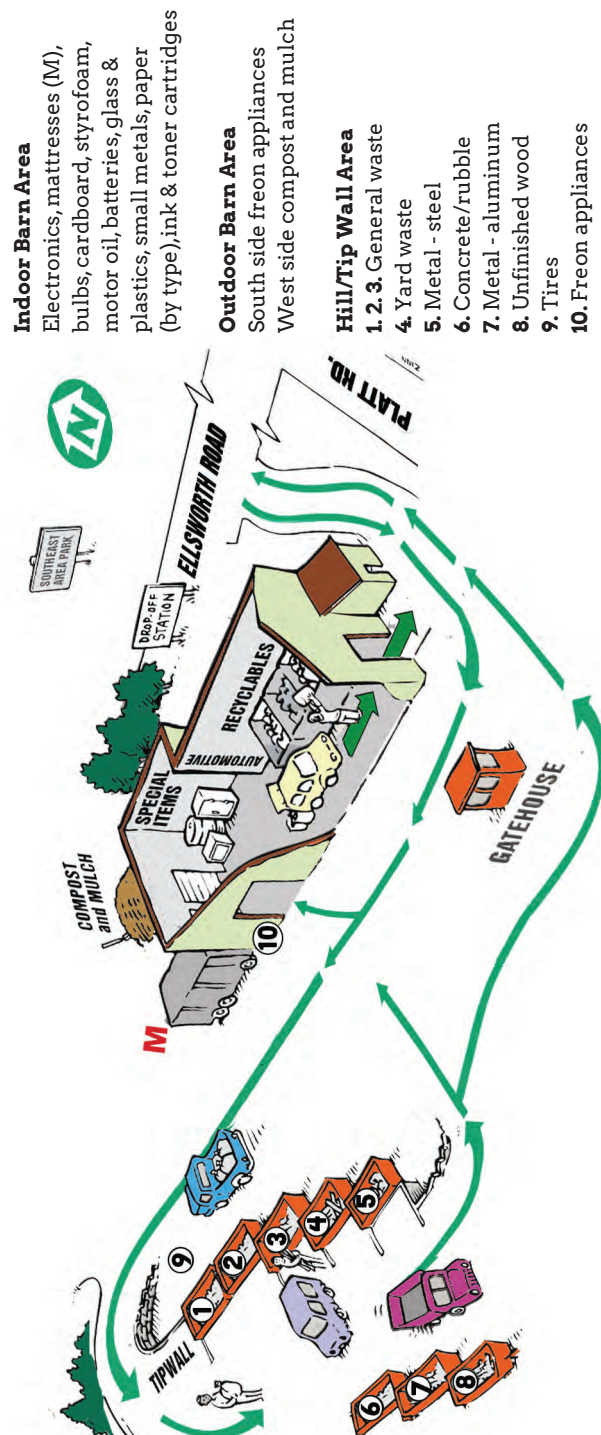 Indoor Barn Area
Electronics, mattresses (M),
bulbs, cardboard, styrofoam,
motor oil, batteries, glass &
plastics, small metals, paper
(by type), ink & toner cartridges
Outdoor Barn Area
South side freon appliances
West side compost and mulch
Hill/Tip Wall Area
1. 2. 3. General waste
4. Yard waste
5. Metal - steel
6. Concrete/rubble
7. Metal - aluminum
8. Unfinished wood
9. Tires
10. Freon appliances
N
SOUTHEAST
AREA PARK
ELLSWORTH ROAD
PLATT RD.
ZINN
DROP-OFF
STATION
COMPOST
and MULCH
SPECIAL
ITEMS
AUTOMOTIVE
RECYCLABLES
M
10
GATEHOUSE
TIPWALL
9
1
2
3
4
5
6
7
8